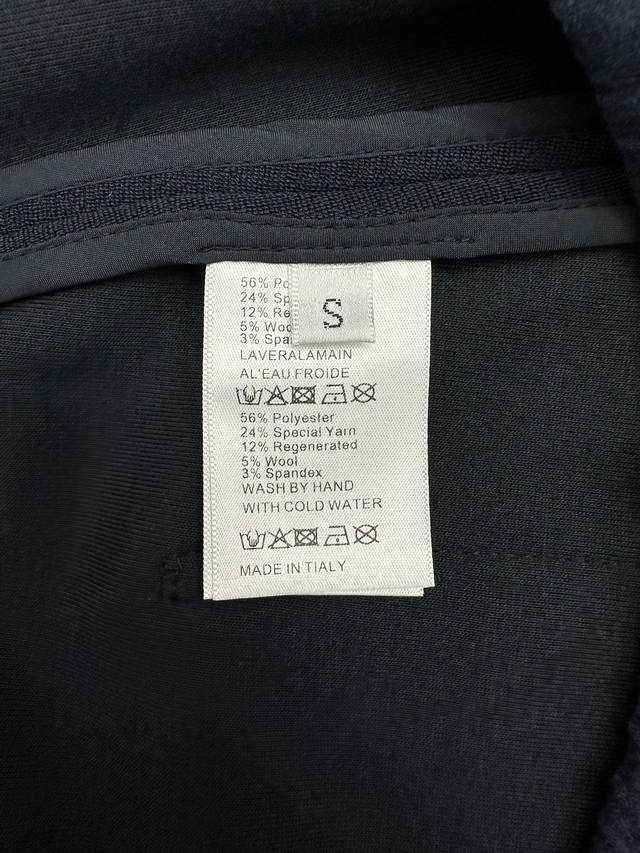 56% Po
S
24% Sp
12% Re
5% Woo
3% Spa
LAVERALAMAIN
AL'EAU FROIDE
56% Polyester
24% Special Yarn
12% Regenerated
5% Wool
3% Spandex
WASH BY HAND
WITH COLD WATER
MADE IN TIALY